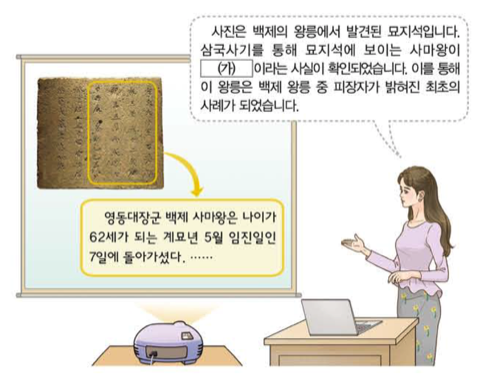 사진은 백제의 왕릉에서 발견된 묘지석입니다.
삼국사기를 통해 묘지석에 보이는 사마왕이
(가) 이라는 사실이 확인되었습니다. 이를 통해
이 왕릉은 백제 왕릉 중 피장자가 밝혀진 최초의
사례가 되었습니다.
영동대장군 백제 사마왕은 나이가
62세가 되는 계묘년 5월 임진일인
7일에 돌아가셨다. ……